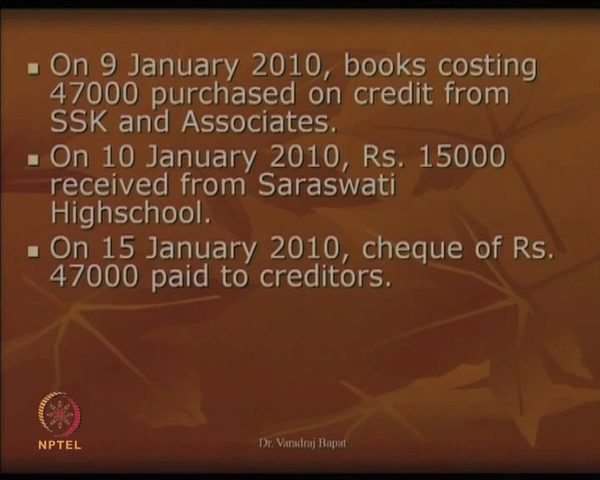 On 9 January 2010, books costing
47000 purchased on credit from
SSK and Associates.
On 10 January 2010, Rs. 15000
received from Saraswati
Highschool.
On 15 January 2010, cheque of Rs.
47000 paid to creditors.
NPTEL
Dr. Varadraj Bapat